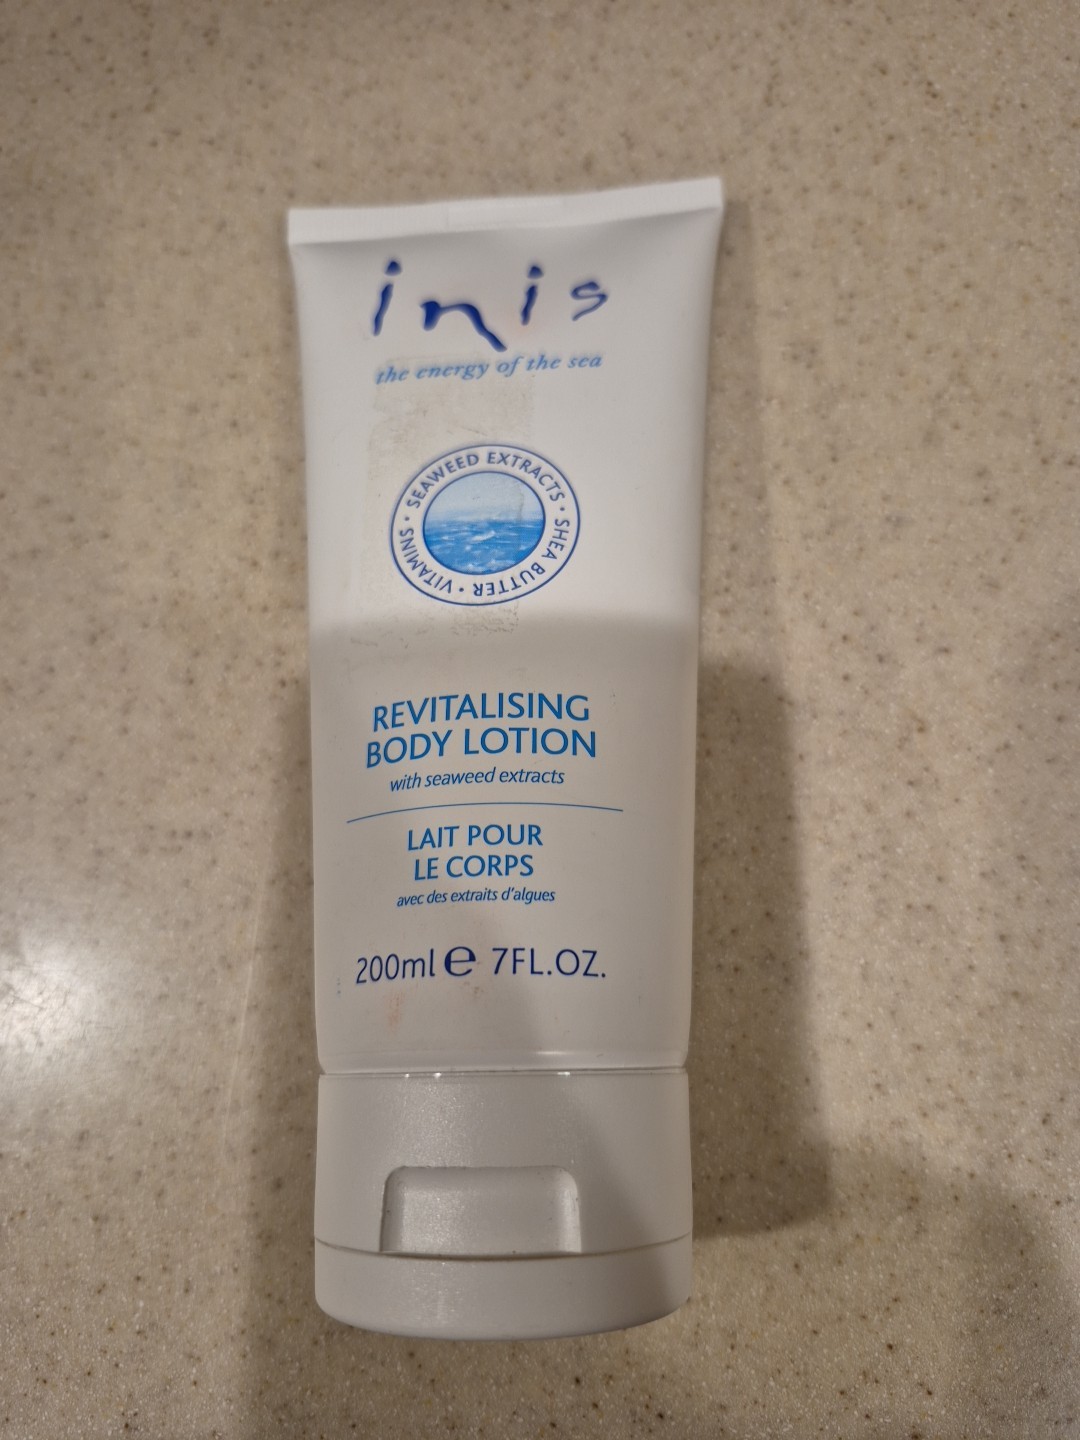 inis
the energy of the sea
SEAWEED EXTRACTS · SHEA BUTTER · VITAMINS ·
REVITALISING
BODY LOTION
with seaweed extracts
LAIT POUR
LE CORPS
avec des extraits d'algues
200ml e 7FL.OZ.